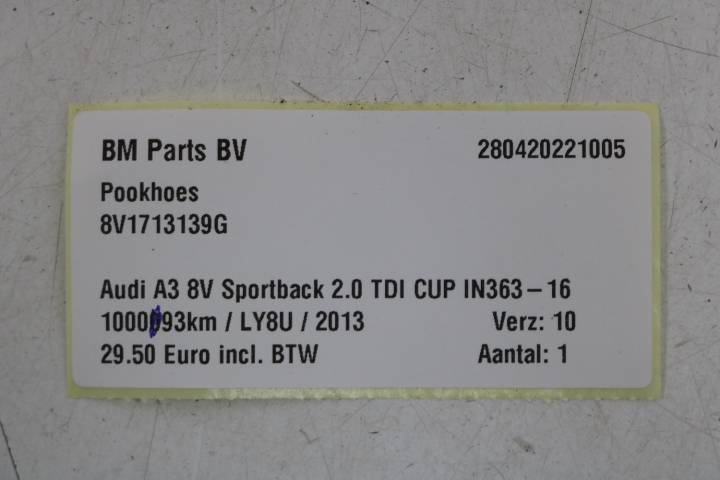 BM Parts BV 280420221005
Pookhoes
8V1713139G
Audi A3 8V Sportback 2.0 TDI CUP IN363-16
1000093km / LY8U / 2013 Verz: 10
29.50 Euro incl. BTW Aantal: 1